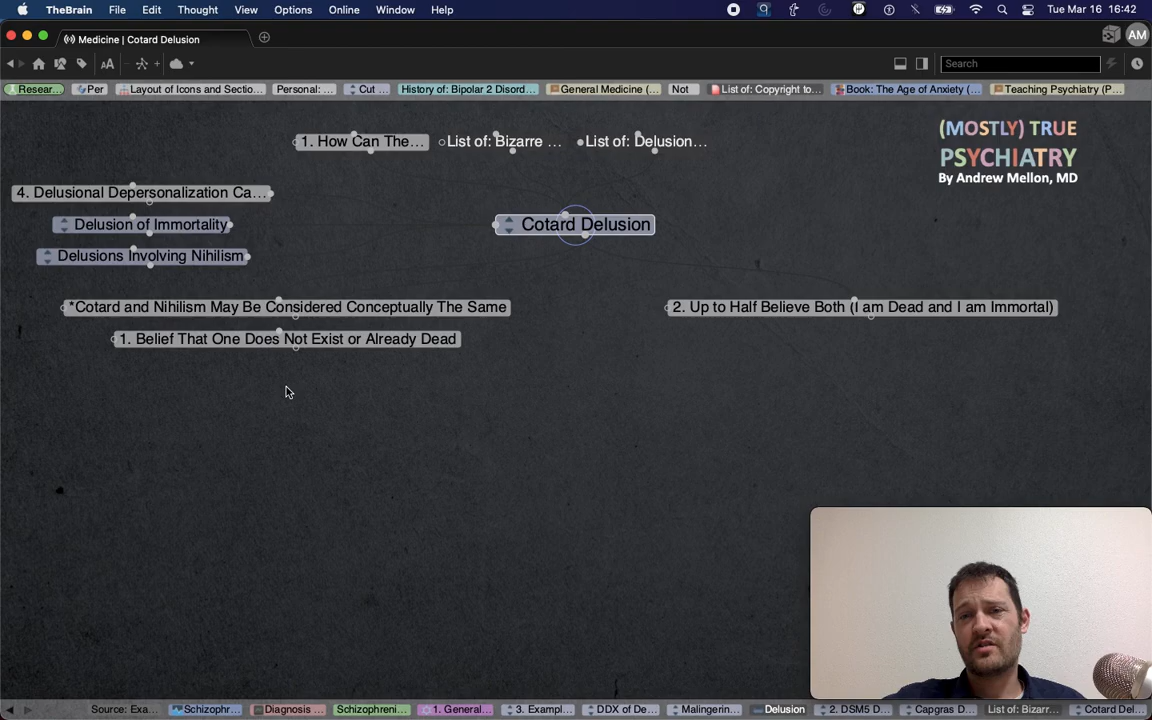 TheBrain File Edit Thought View Options Online Window Help Tue Mar 16 16:42
Medicine | Cotard Delusion AM
AA Search
Resear... Per Layout of Icons and Sectio... Personal: ... Cut ... History of: Bipolar 2 Disord... General Medicine (... Not List of: Copyright to... Book: The Age of Anxiety (... Teaching Psychiatry (P...
(MOSTLY) TRUE
PSYCHIATRY
By Andrew Mellon, MD
1. How Can The... List of: Bizarre ... List of: Delusion...
4. Delusional Depersonalization Ca...
Delusion of Immortality Cotard Delusion
Delusions Involving Nihilism
*Cotard and Nihilism May Be Considered Conceptually The Same 2. Up to Half Believe Both (I am Dead and I am Immortal)
1. Belief That One Does Not Exist or Already Dead
Source: Exa... Schizophr... Diagnosis ... Schizophreni... 1. General... 3. Exampl... DDX of De... Malingerin... Delusion 2. DSM5 D... Capgras D... List of: Bizarr... Cotard Del...